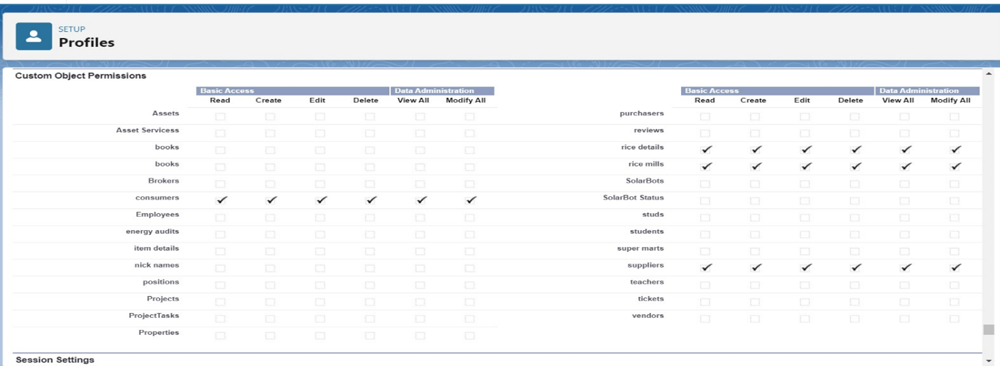 SETUP
Profiles
Custom Object Permissions
Basic Access Data Administration Basic Access Data Administration
Read Create Edit Delete View All Modify All Read Create Edit Delete View All Modify All
Assets purchasers
Asset Servicess reviews
books rice details
books rice mills
Brokers SolarBots
consumers SolarBot Status
Employees studs
energy audits students
item details super marts
nick names suppliers
positions teachers
Projects tickets
ProjectTasks vendors
Properties
Session Settings